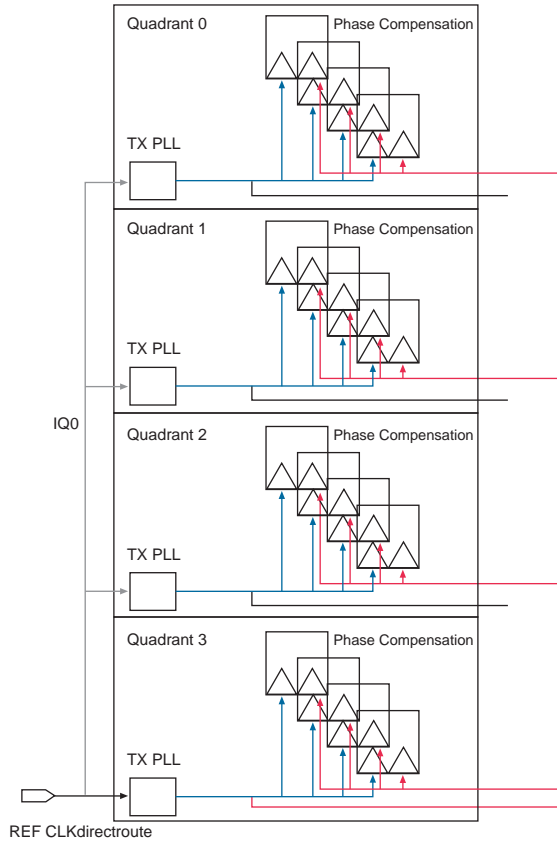 Quadrant 0
Phase Compensation
TX PLL
Quadrant 1
Phase Compensation
TX PLL
IQ0
Quadrant 2
Phase Compensation
TX PLL
Quadrant 3
Phase Compensation
TX PLL
REF CLKdirectroute